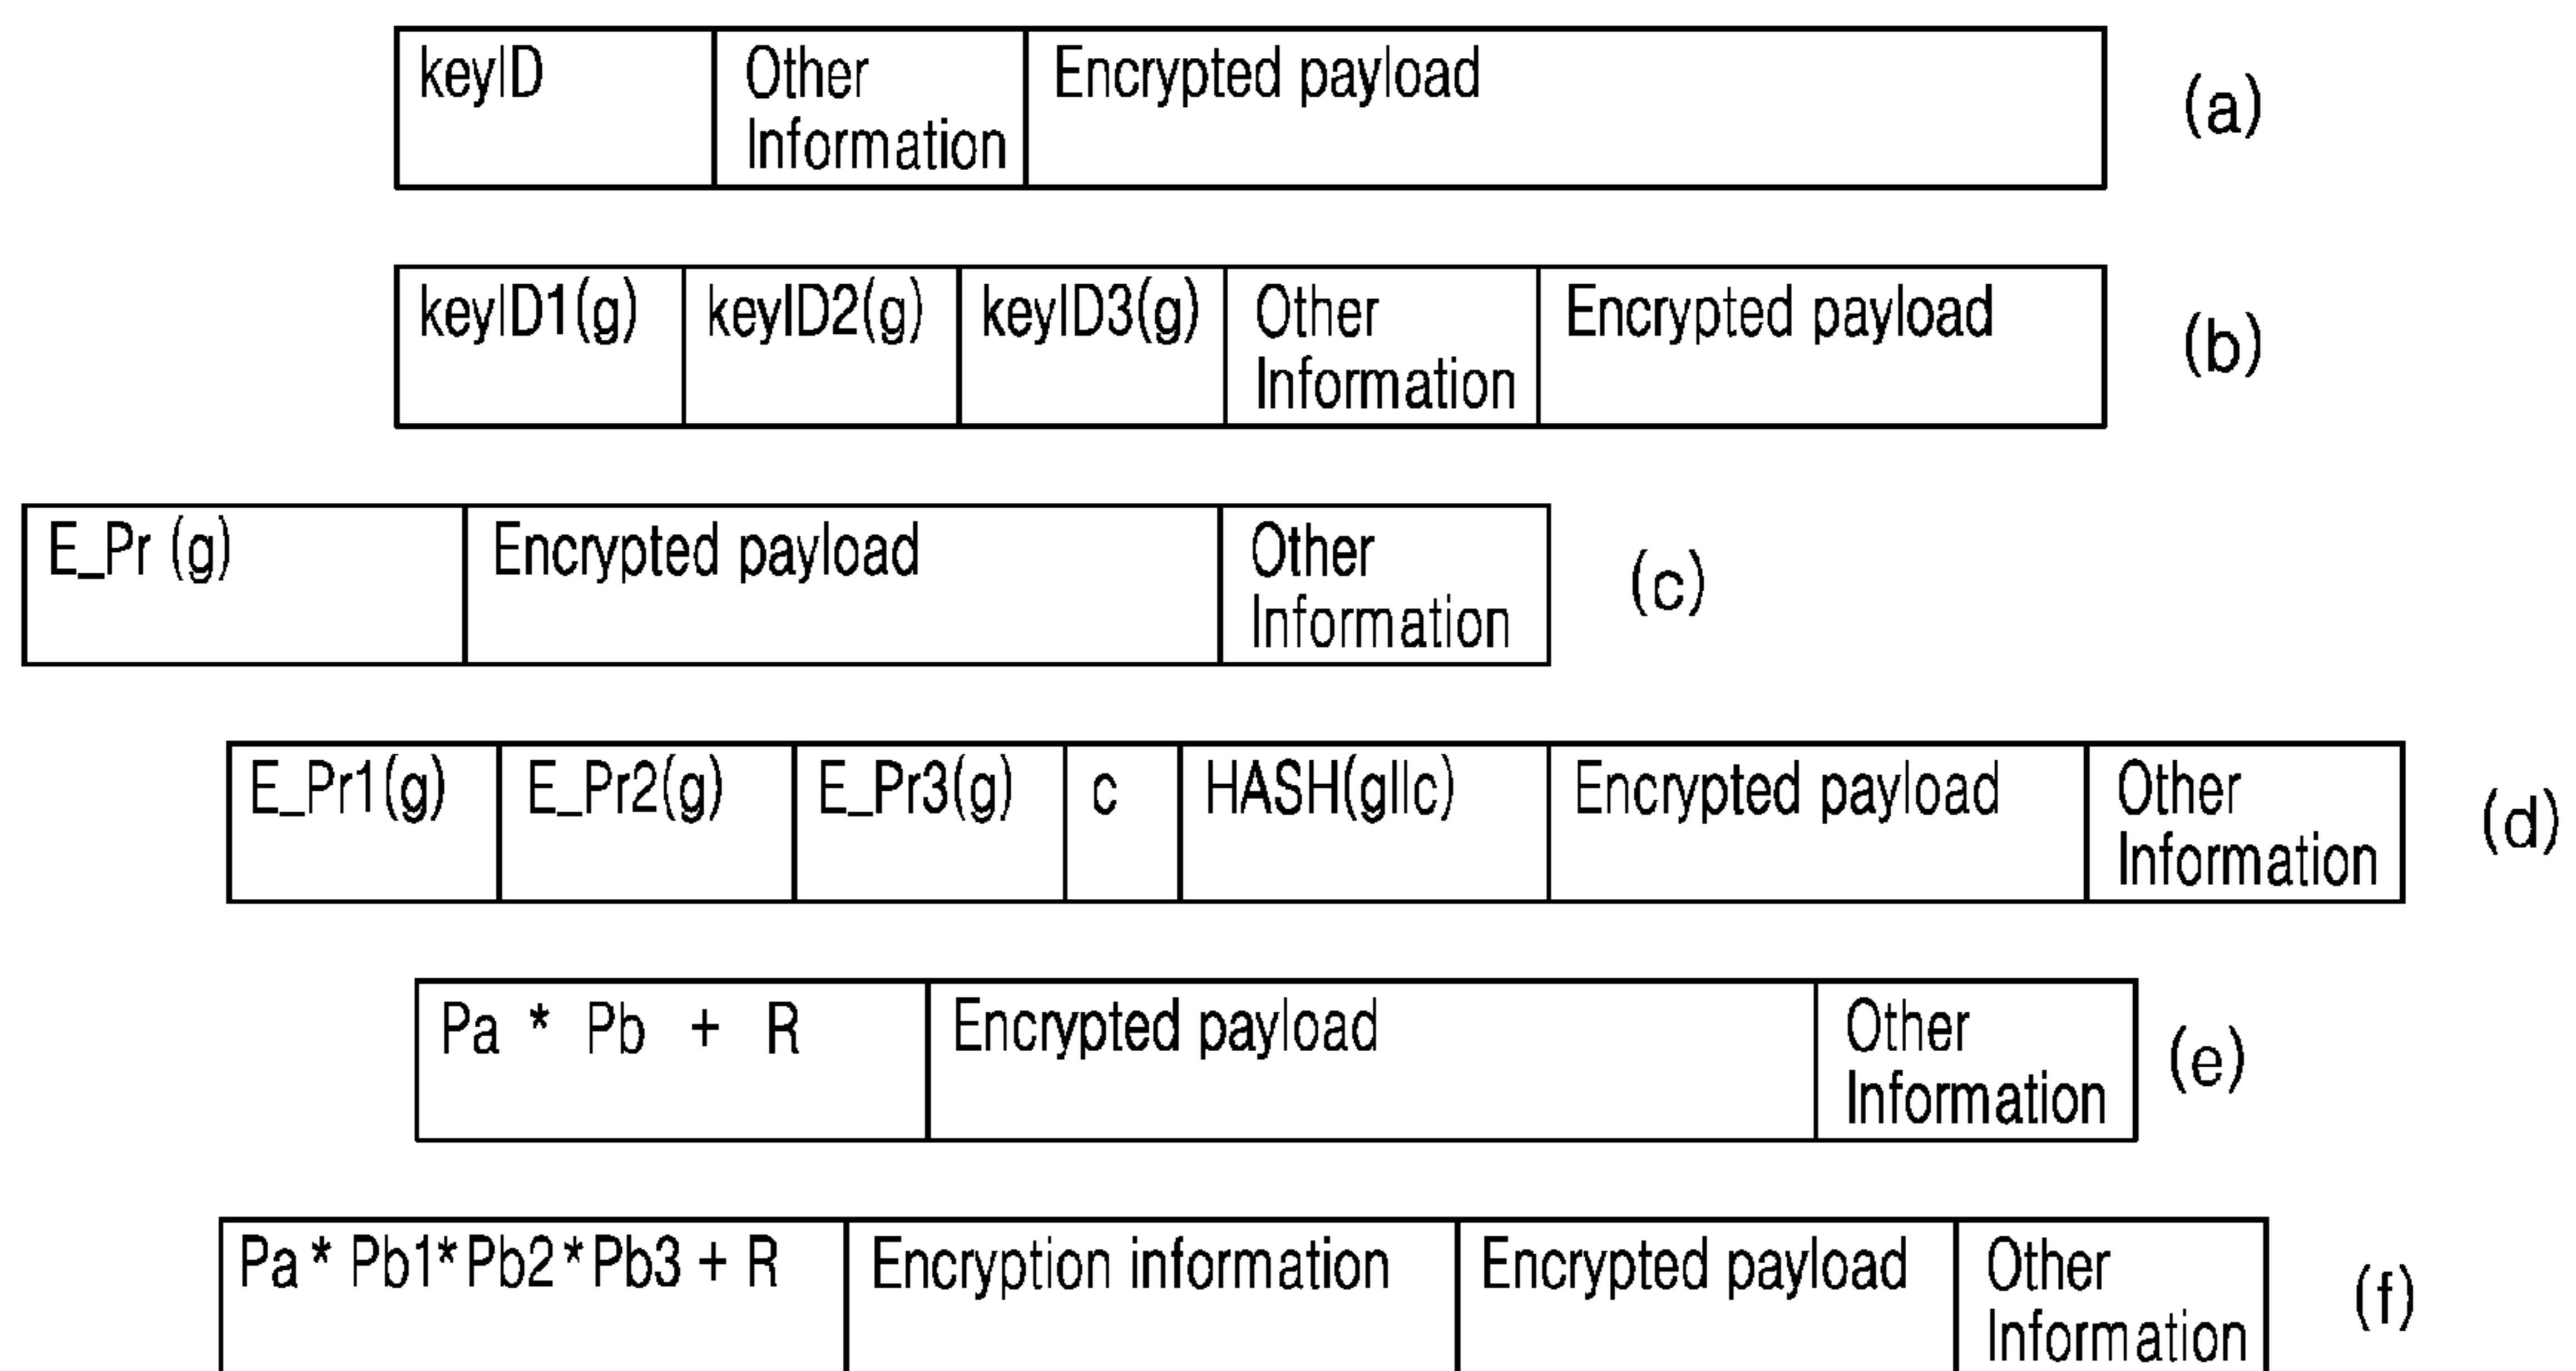 keyID Other Information Encrypted payload (a)
keyID1(g) keyID2(g) keyID3(g) Other Information Encrypted payload (b)
E_Pr (g) Encrypted payload Other Information (c)
E_Pr1(g) E_Pr2(g) E_Pr3(g) c HASH(gllc) Encrypted payload Other Information (d)
Pa * Pb + R Encrypted payload Other Information (e)
Pa * Pb1 * Pb2 * Pb3 + R Encryption information Encrypted payload Other Information (f)